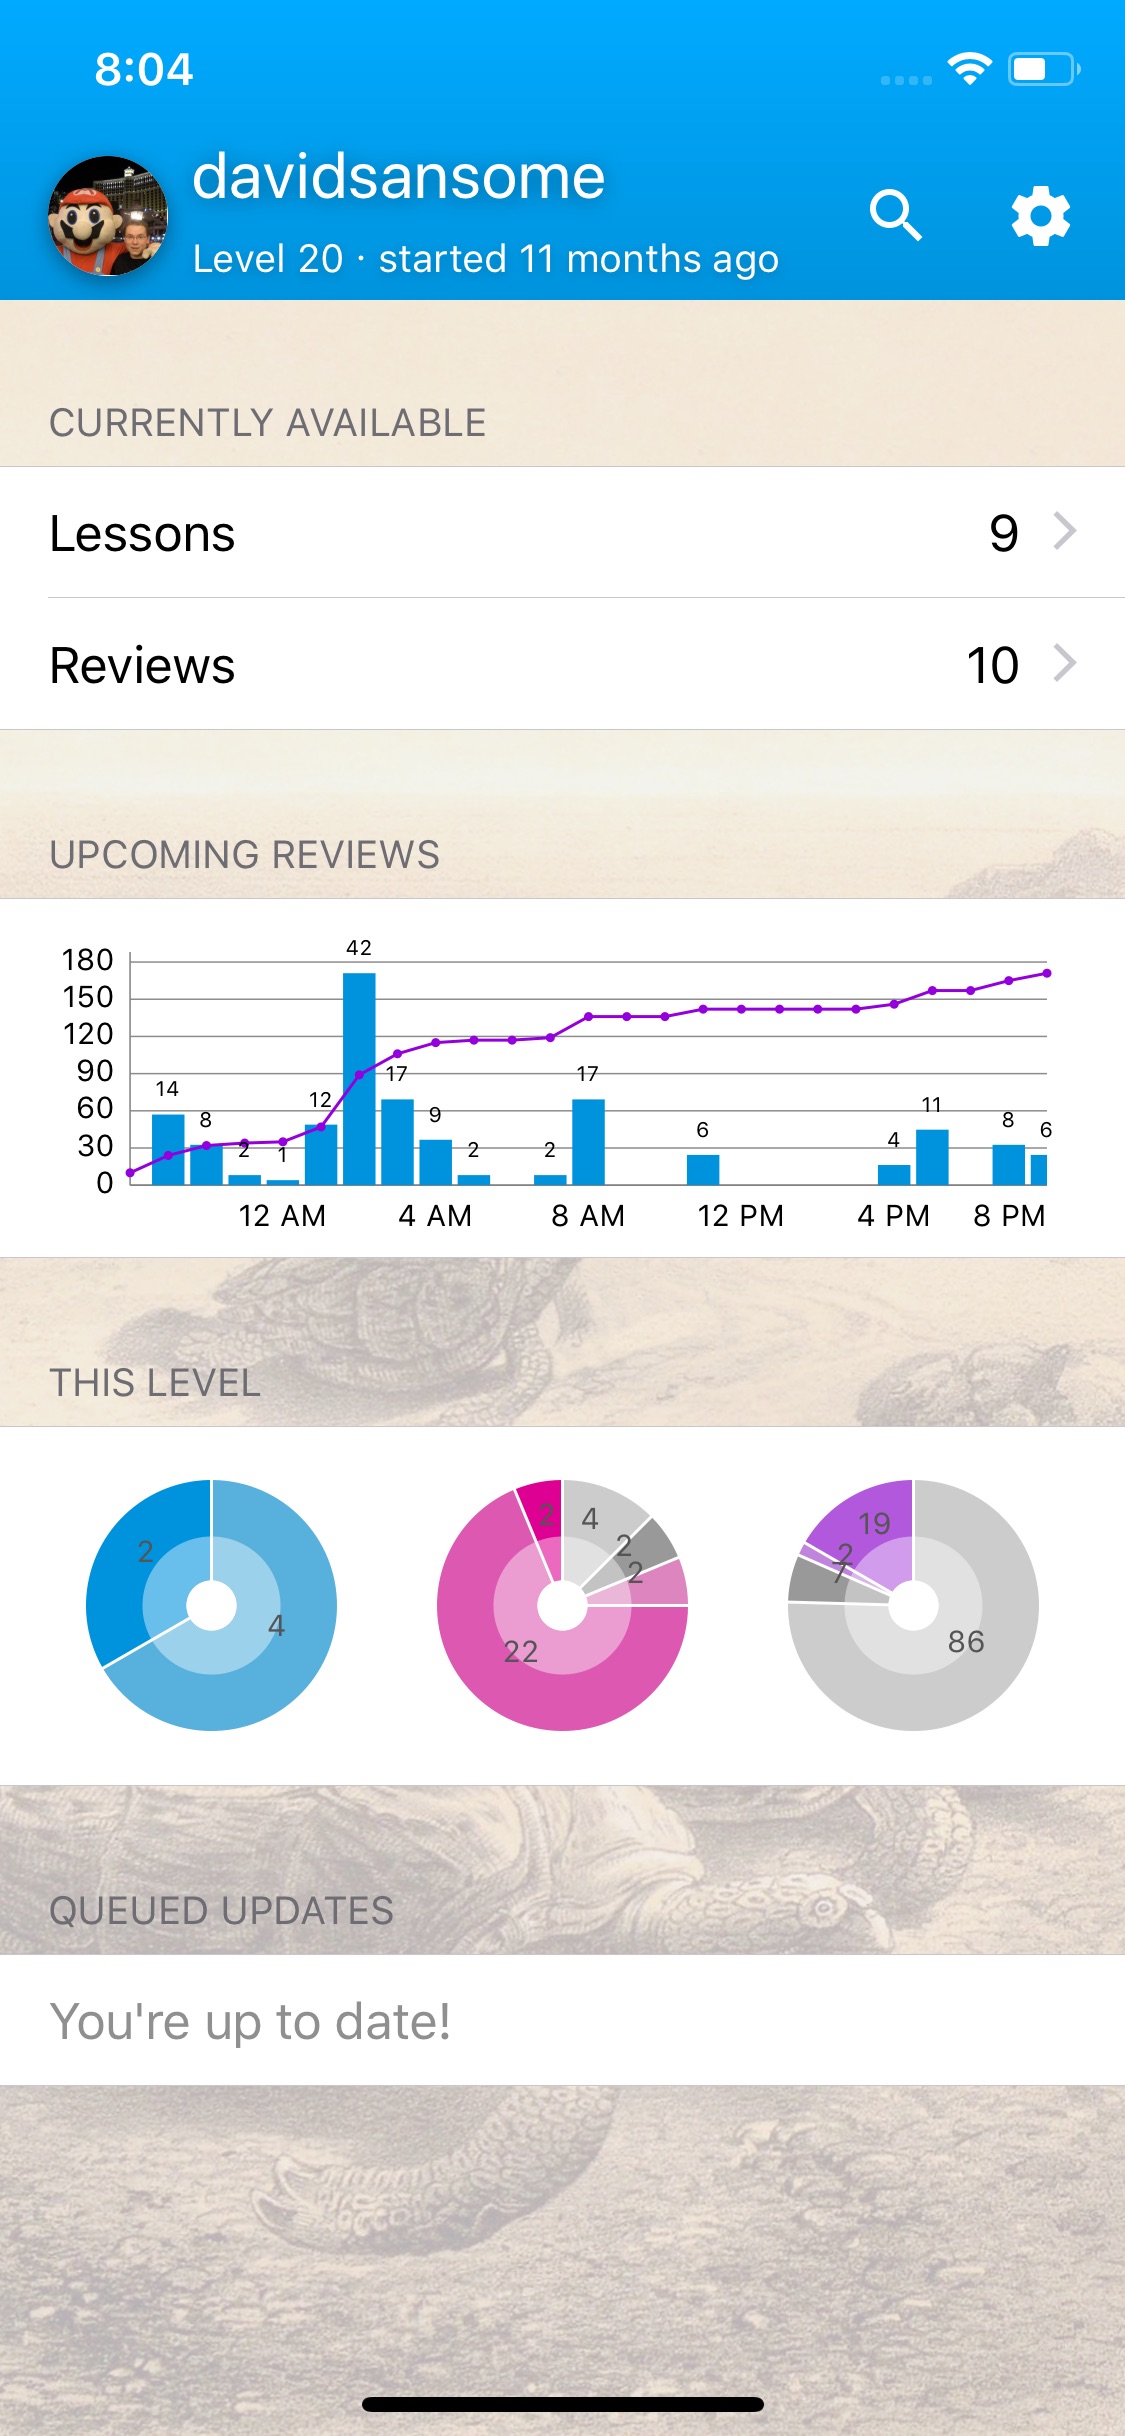 8:04
davidsansome
Level 20 · started 11 months ago
CURRENTLY AVAILABLE
Lessons 9
Reviews 10
UPCOMING REVIEWS
180
150
120
90
60
30
0
14 8 2 1 12 42 17 9 2 2 17 6 4 11 8 6
12 AM 4 AM 8 AM 12 PM 4 PM 8 PM
THIS LEVEL
2 4
2 4 2 2 22
19 2 7 86
QUEUED UPDATES
You're up to date!